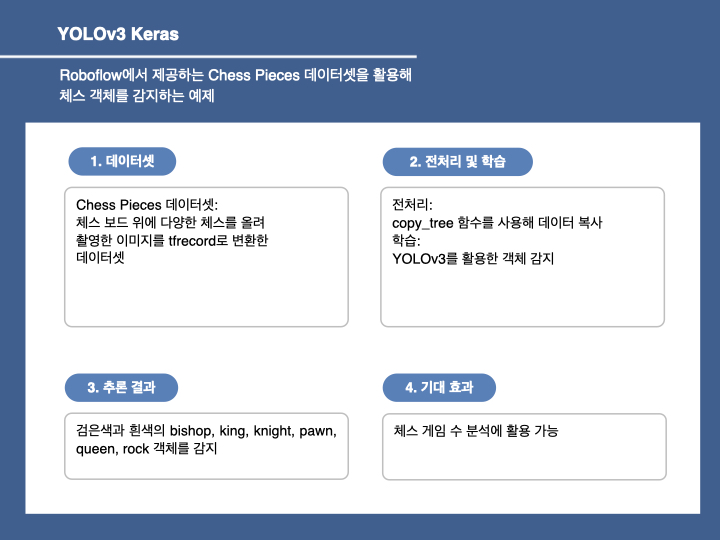 YOLOv3 Keras
Roboflow에서 제공하는 Chess Pieces 데이터셋을 활용해
체스 객체를 감지하는 예제
1. 데이터셋
Chess Pieces 데이터셋:
체스 보드 위에 다양한 체스를 올려
촬영한 이미지를 tfrecord로 변환한
데이터셋
2. 전처리 및 학습
전처리:
copy_tree 함수를 사용해 데이터 복사
학습:
YOLOv3를 활용한 객체 감지
3. 추론 결과
검은색과 흰색의 bishop, king, knight, pawn,
queen, rock 객체를 감지
4. 기대 효과
체스 게임 수 분석에 활용 가능